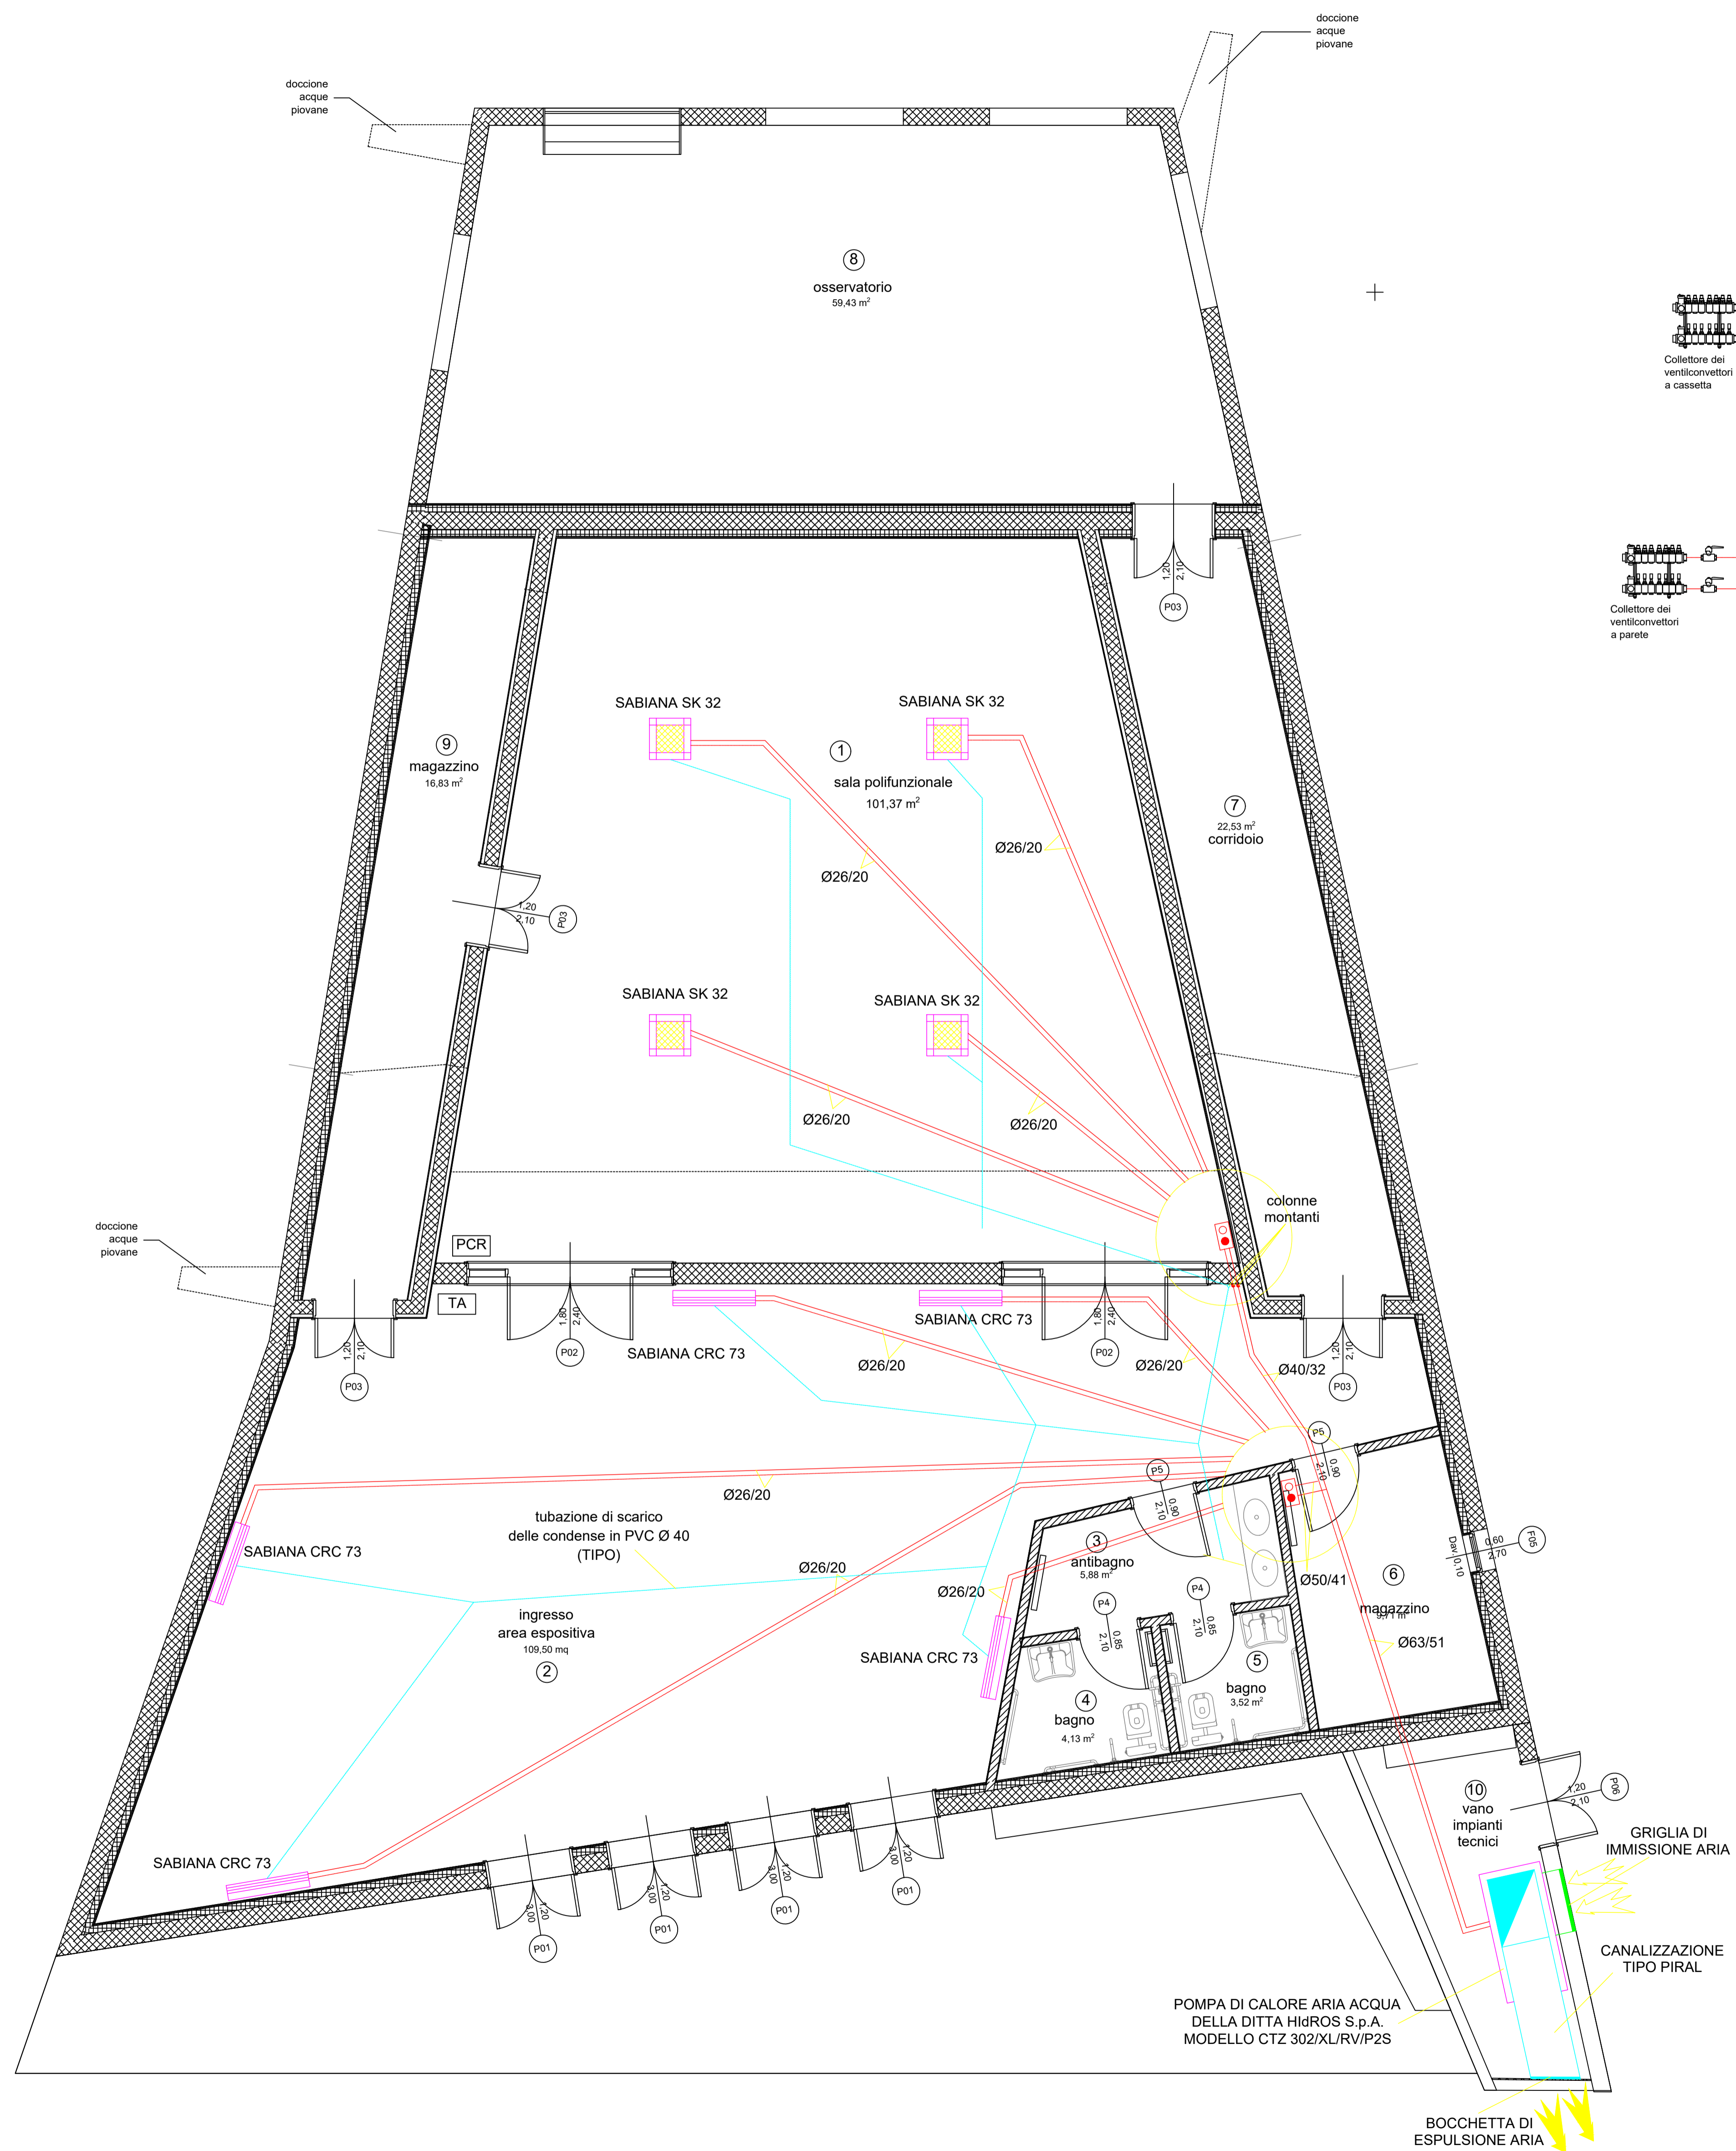 doccione
acque
piovane
doccione
acque
piovane
8
osservatorio
59,43 m²
Collettore dei
ventilconvettori
a cassetta
Collettore dei
ventilconvettori
a parete
1,20
2,10
P03
SABIANA SK 32
SABIANA SK 32
9
magazzino
16,83 m²
1
sala polifunzionale
101,37 m²
7
22,53 m²
corridoio
Ø26/20
Ø26/20
1,20
2,10
P03
SABIANA SK 32
SABIANA SK 32
Ø26/20
Ø26/20
colonne
montanti
doccione
acque
piovane
PCR
TA
1,80
2,40
P02
1,80
2,40
P02
SABIANA CRC 73
SABIANA CRC 73
1,20
2,10
P03
1,20
2,10
P03
Ø26/20
Ø26/20
Ø40/32
P5
0,90
2,10
P5
0,90
2,10
Ø26/20
tubazione di scarico
delle condense in PVC Ø 40
(TIPO)
SABIANA CRC 73
3
antibagno
5,88 m²
Dav. 0,10
0,60
2,70
F05
Ø26/20
Ø26/20
Ø50/41
6
magazzino
9,71 m²
P4
0,85
2,10
P4
0,85
2,10
ingresso
area espositiva
109,50 mq
2
Ø63/51
SABIANA CRC 73
5
bagno
3,52 m²
4
bagno
4,13 m²
10
vano
impianti
tecnici
1,20
2,10
P06
SABIANA CRC 73
GRIGLIA DI
IMMISSIONE ARIA
1,20
3,00
P01
1,20
3,00
P01
1,20
3,00
P01
1,20
3,00
P01
CANALIZZAZIONE
TIPO PIRAL
POMPA DI CALORE ARIA ACQUA
DELLA DITTA HIdROS S.p.A.
MODELLO CTZ 302/XL/RV/P2S
BOCCHETTA DI
ESPULSIONE ARIA